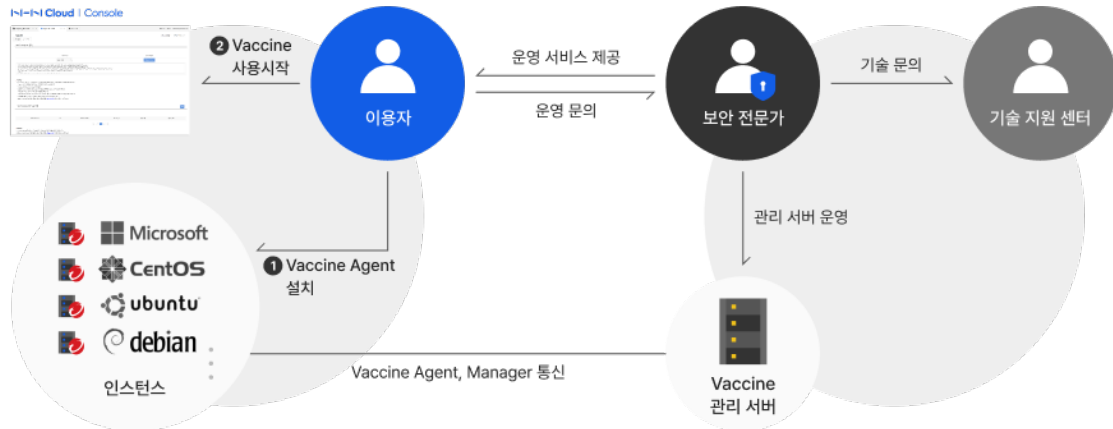 NHN Cloud | Console
2 Vaccine
사용시작
이용자
운영 서비스 제공
운영 문의
보안 전문가
기술 문의
기술 지원 센터
관리 서버 운영
Microsoft
CentOS
ubuntu
debian
인스턴스
1 Vaccine Agent
설치
Vaccine Agent, Manager 통신
Vaccine
관리 서버